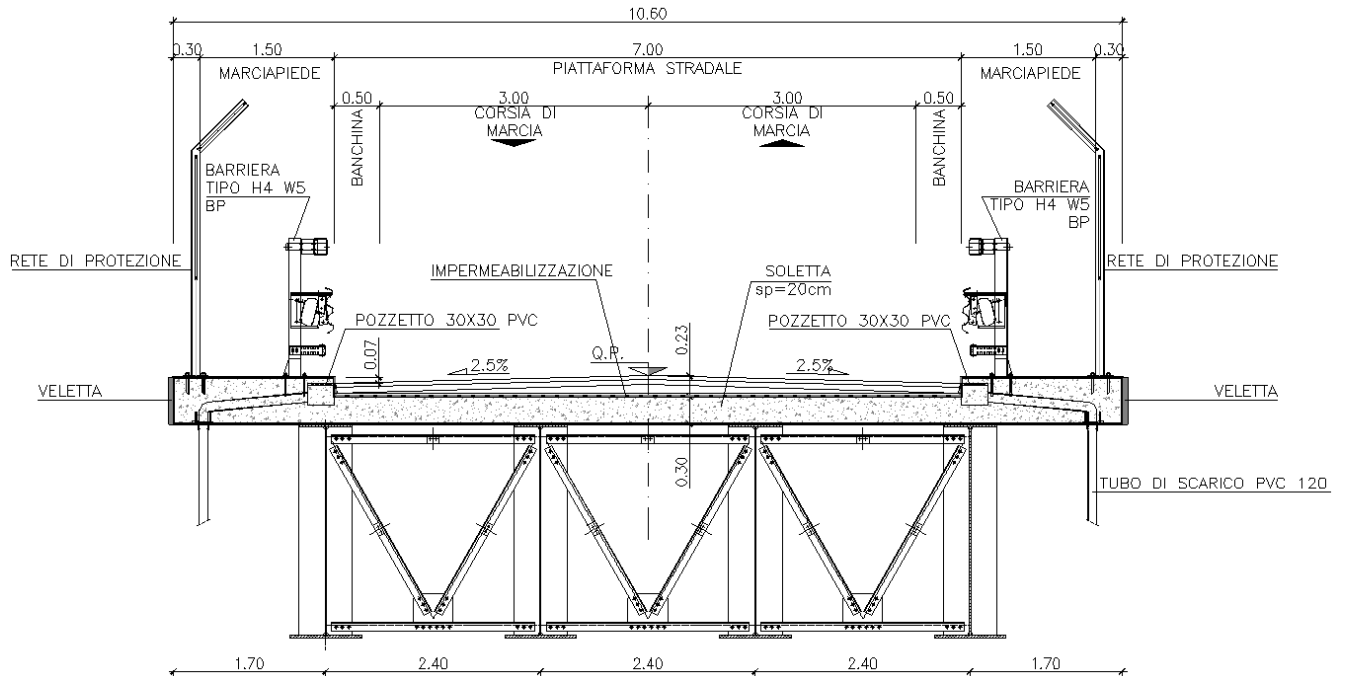 10.60
0.30
1.50
7.00
1.50
0.30
MARCIAPIEDE
PIATTAFORMA STRADALE
MARCIAPIEDE
0.50
3.00
3.00
0.50
BANCHINA
CORSIA DI
MARCIA
CORSIA DI
MARCIA
BANCHINA
BARRIERA
TIPO H4 W5
BP
BARRIERA
TIPO H4 W5
BP
RETE DI PROTEZIONE
IMPERMEABILIZZAZIONE
SOLETTA
sp=20cm
RETE DI PROTEZIONE
POZZETTO 30X30 PVC
POZZETTO 30X30 PVC
0.07
2.5%
Q.P.
0.23
2.5%
VELETTA
VELETTA
0.30
TUBO DI SCARICO PVC 120
1.70
2.40
2.40
2.40
1.70